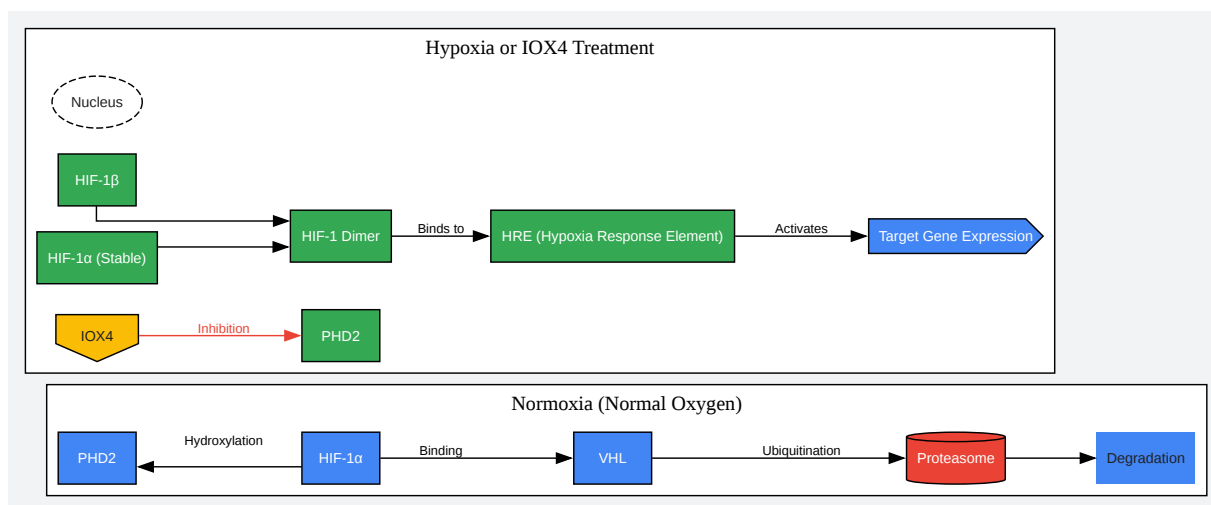 Hypoxia or IOX4 Treatment
Nucleus
HIF-1β
HIF-1α (Stable)
HIF-1 Dimer
Binds to
HRE (Hypoxia Response Element)
Activates
Target Gene Expression
IOX4
Inhibition
PHD2
Normoxia (Normal Oxygen)
PHD2
Hydroxylation
HIF-1α
Binding
VHL
Ubiquitination
Proteasome
Degradation